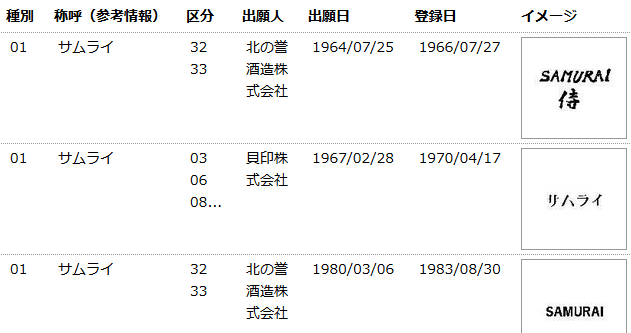 種別 称呼（参考情報） 区分 出願人 出願日 登録日 イメージ
01 サムライ 32 北の誉 1964/07/25 1966/07/27
33 酒造株
式会社
SAMURAI
侍
01 サムライ 03 貝印株 1967/02/28 1970/04/17
06 式会社
08...
サムライ
01 サムライ 32 北の誉 1980/03/06 1983/08/30
33 酒造株
式会社
SAMURAI